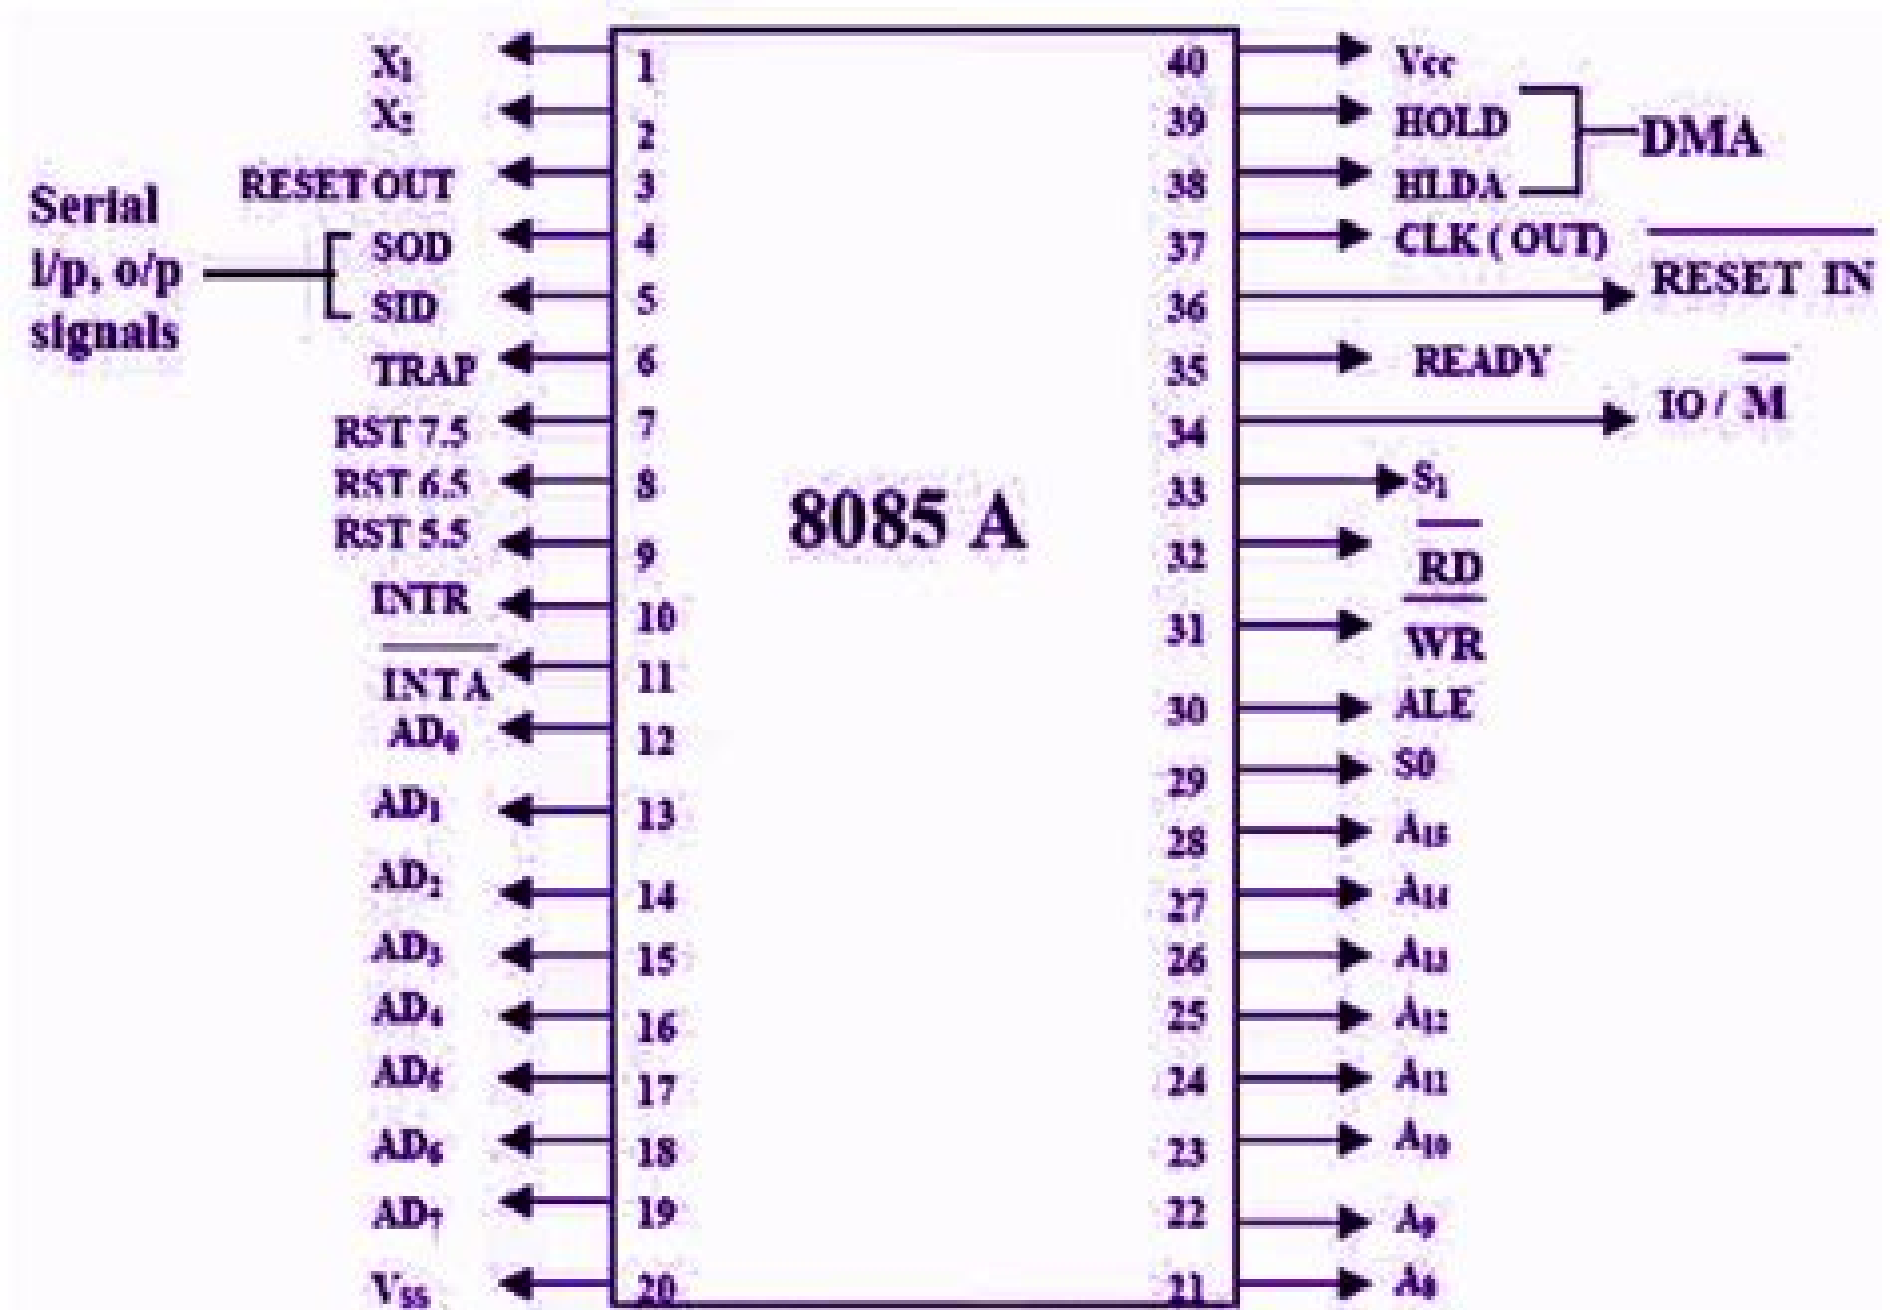 X₁ 1 40 Vcc
X₂ 2 39 HOLD
DMA
RESET OUT 3 38 HLDA
Serial
i/p, o/p
signals
SOD 4 37 CLK ( OUT)
SID 5 36 RESET IN
TRAP 6 35 READY
RST 7.5 7 34 IO / M
RST 6.5 8 33 S₁
RST 5.5 9 32 RD
8085 A
INTR 10 31 WR
INTA 11 30 ALE
AD₀ 12 29 S0
AD₁ 13 28 A₁₅
AD₂ 14 27 A₁₄
AD₃ 15 26 A₁₃
AD₄ 16 25 A₁₂
AD₅ 17 24 A₁₁
AD₆ 18 23 A₁₀
AD₇ 19 22 A₉
Vss 20 21 A₈